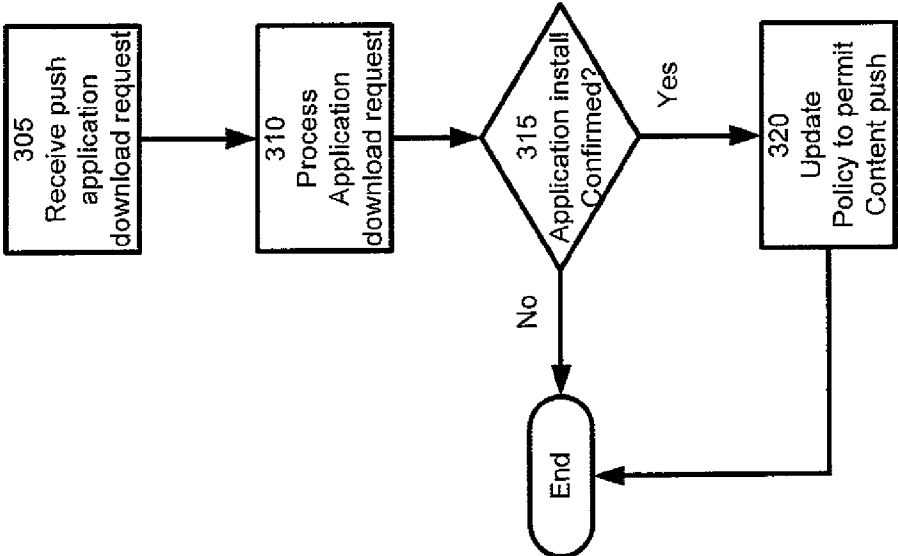 305
Receive push
application
download request
310
Process
Application
download request
315
Application install
Confirmed?
Yes
No
320
Update
Policy to permit
Content push
End